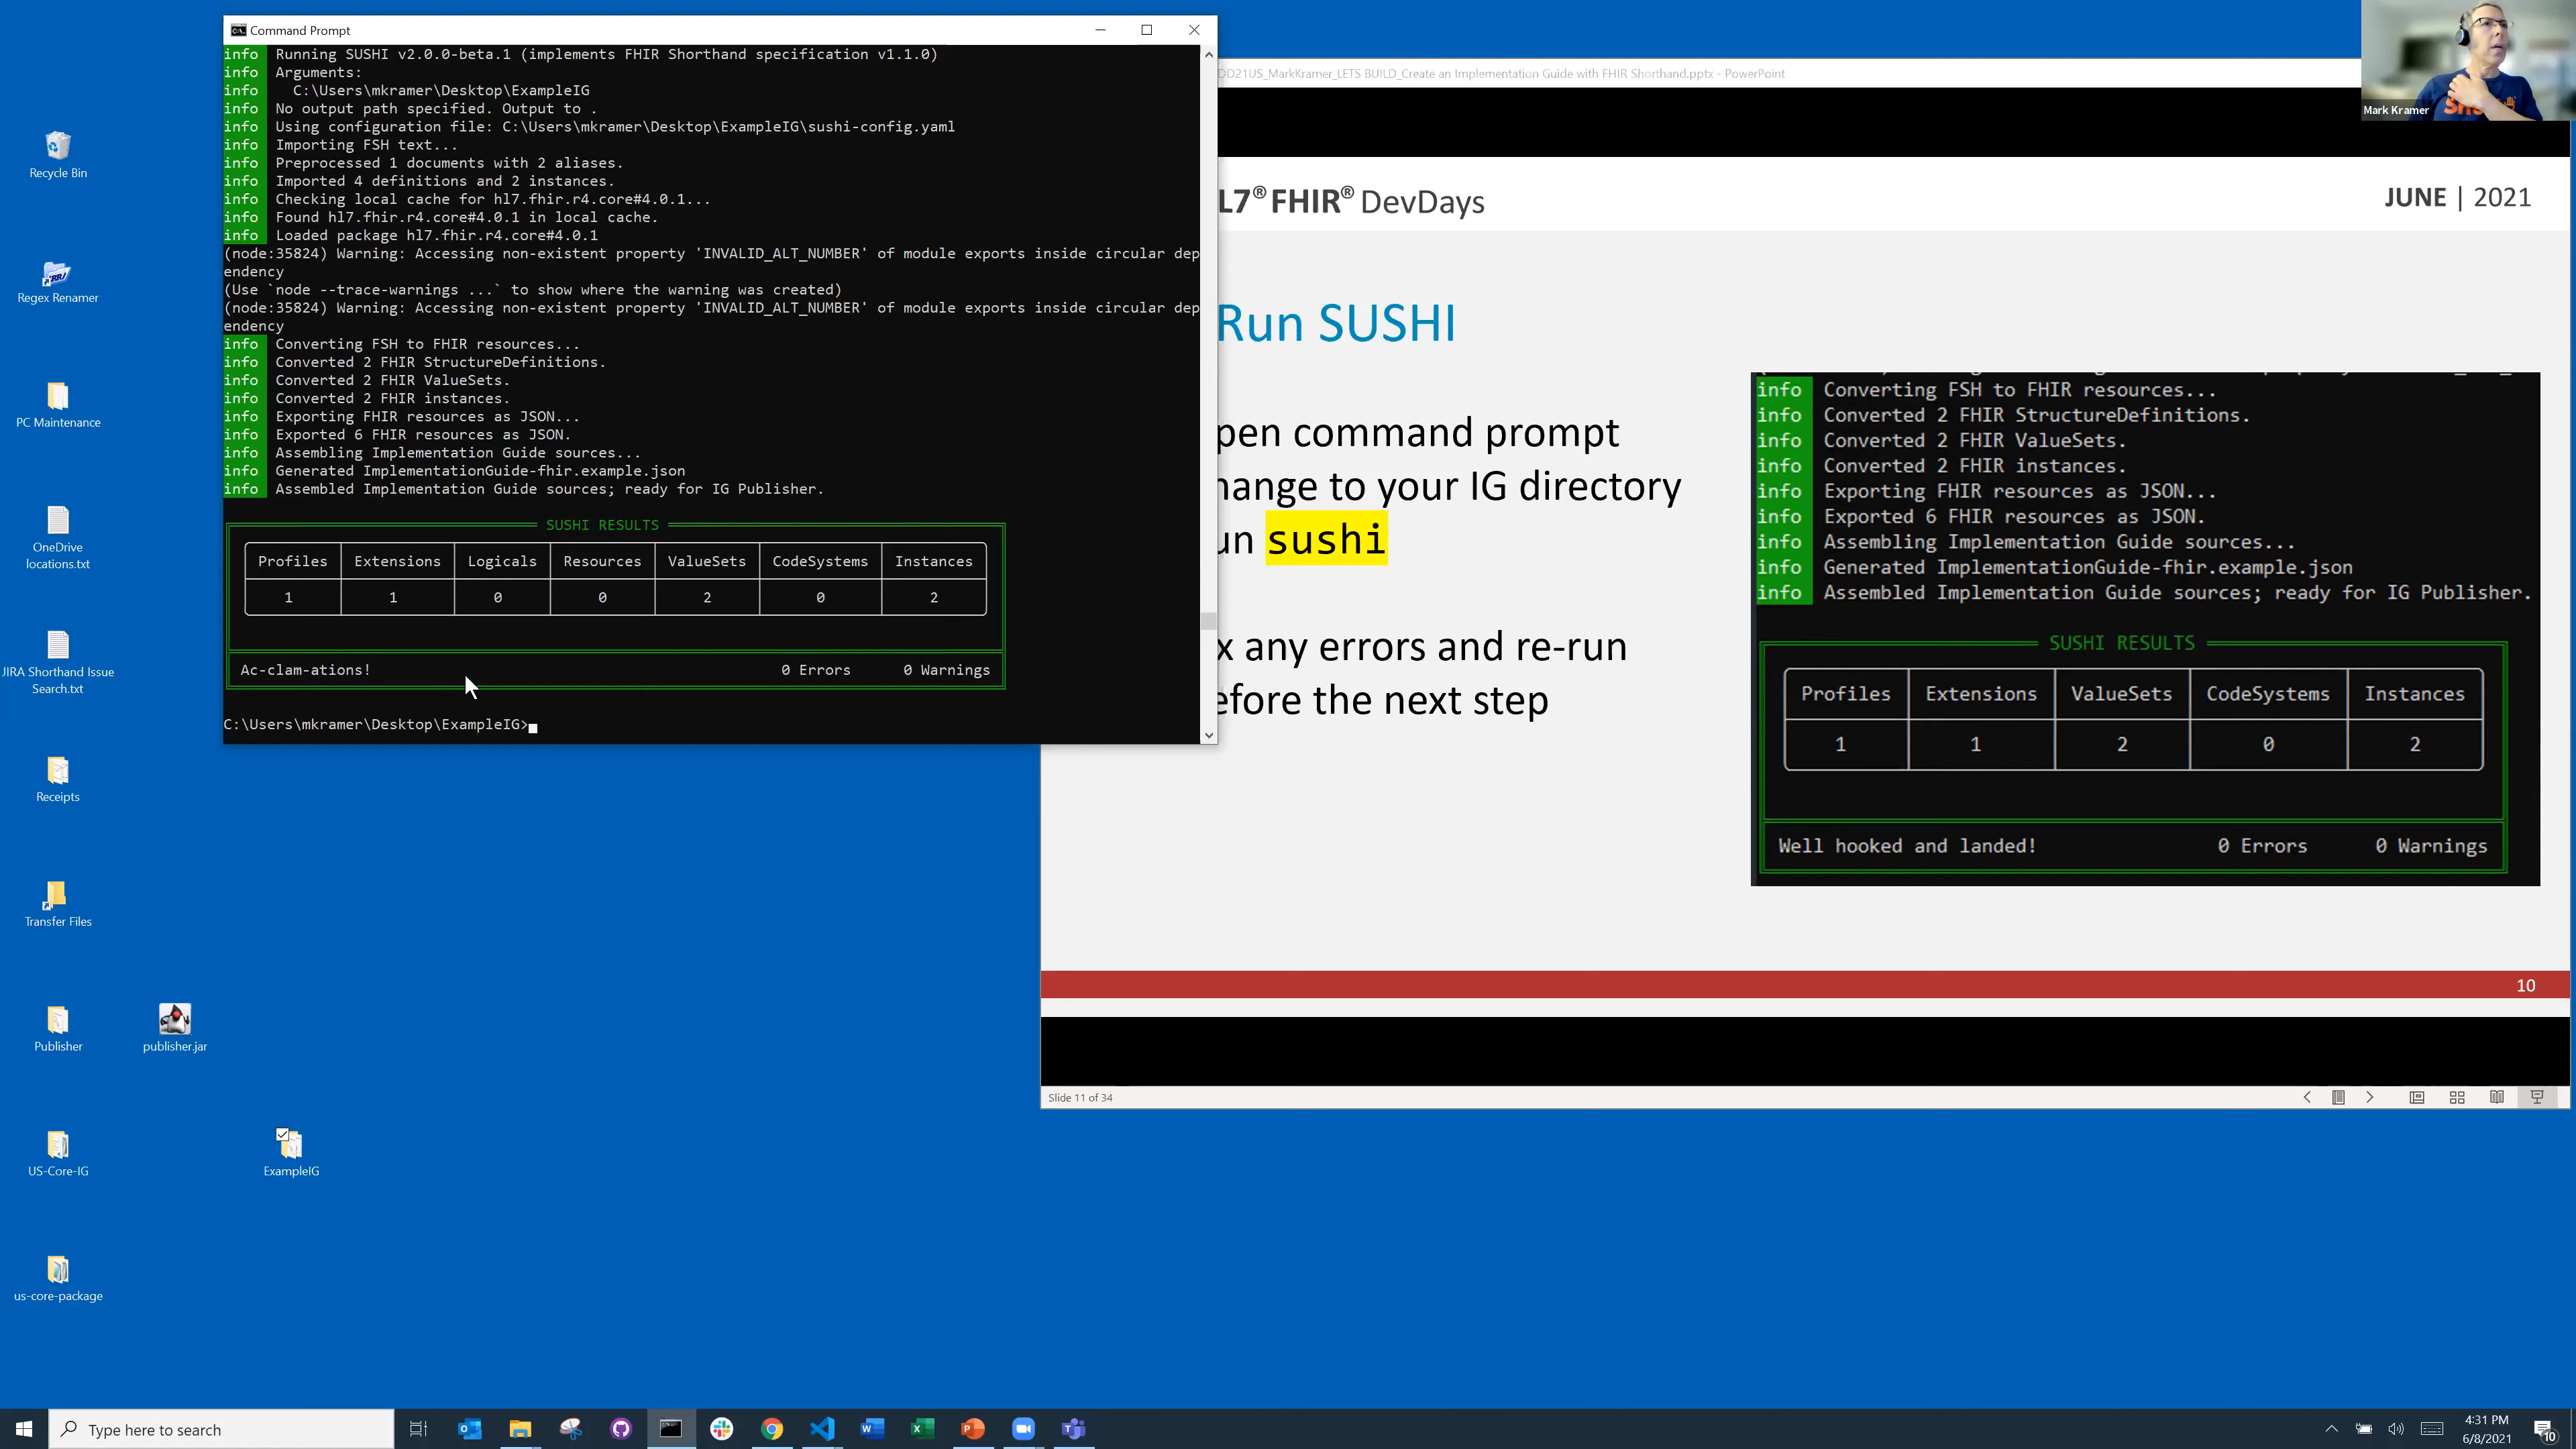 Command Prompt
info Running SUSHI v2.0.0-beta.1 (implements FHIR Shorthand specification v1.1.0)
info Arguments:
info C:\Users\mkramer\Desktop\ExampleIG
info No output path specified. Output to .
info Using configuration file: C:\Users\mkramer\Desktop\ExampleIG\sushi-config.yaml
info Importing FSH text...
info Preprocessed 1 documents with 2 aliases.
info Imported 4 definitions and 2 instances.
info Checking local cache for hl7.fhir.r4.core#4.0.1...
info Found hl7.fhir.r4.core#4.0.1 in local cache.
info Loaded package hl7.fhir.r4.core#4.0.1
(node:35824) Warning: Accessing non-existent property 'INVALID_ALT_NUMBER' of module exports inside circular dep
endency
(Use `node --trace-warnings ...` to show where the warning was created)
(node:35824) Warning: Accessing non-existent property 'INVALID_ALT_NUMBER' of module exports inside circular dep
endency
info Converting FSH to FHIR resources...
info Converted 2 FHIR StructureDefinitions.
info Converted 2 FHIR ValueSets.
info Converted 2 FHIR instances.
info Exporting FHIR resources as JSON...
info Exported 6 FHIR resources as JSON.
info Assembling Implementation Guide sources...
info Generated ImplementationGuide-fhir.example.json
info Assembled Implementation Guide sources; ready for IG Publisher.
SUSHI RESULTS
Profiles Extensions Logicals Resources ValueSets CodeSystems Instances
1 1 0 0 2 0 2
Ac-clam-ations! 0 Errors 0 Warnings
C:\Users\mkramer\Desktop\ExampleIG>
DD21US_MarkKramer_LETS BUILD_Create an Implementation Guide with FHIR Shorthand.pptx - PowerPoint
Mark Kramer
L7® FHIR® DevDays
JUNE | 2021
Run SUSHI
pen command prompt
hange to your IG directory
un sushi
x any errors and re-run
efore the next step
info Converting FSH to FHIR resources...
info Converted 2 FHIR StructureDefinitions.
info Converted 2 FHIR ValueSets.
info Converted 2 FHIR instances.
info Exporting FHIR resources as JSON...
info Exported 6 FHIR resources as JSON.
info Assembling Implementation Guide sources...
info Generated ImplementationGuide-fhir.example.json
info Assembled Implementation Guide sources; ready for IG Publisher.
SUSHI RESULTS
Profiles Extensions ValueSets CodeSystems Instances
1 1 2 0 2
Well hooked and landed! 0 Errors 0 Warnings
10
Slide 11 of 34
Recycle Bin
Regex Renamer
PC Maintenance
OneDrive
locations.txt
JIRA Shorthand Issue
Search.txt
Receipts
Transfer Files
Publisher
publisher.jar
US-Core-IG
ExampleIG
us-core-package
Type here to search
4:31 PM
6/8/2021
10